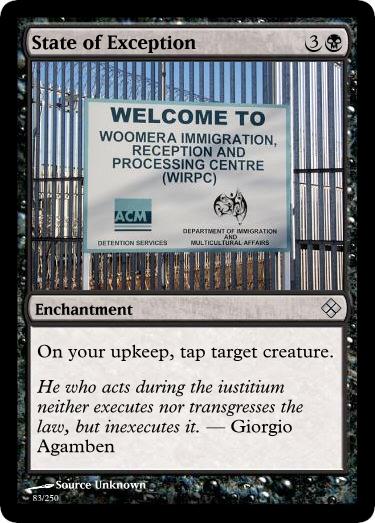 State of Exception 3
WELCOME TO
WOOMERA IMMIGRATION,
RECEPTION AND
PROCESSING CENTRE
(WIRPC)
ACM
DETENTION SERVICES
DEPARTMENT OF IMMIGRATION
AND
MULTICULTURAL AFFAIRS
Enchantment
On your upkeep, tap target creature.
He who acts during the iustitium
neither executes nor transgresses the
law, but inexecutes it. — Giorgio
Agamben
Source Unknown
83/250